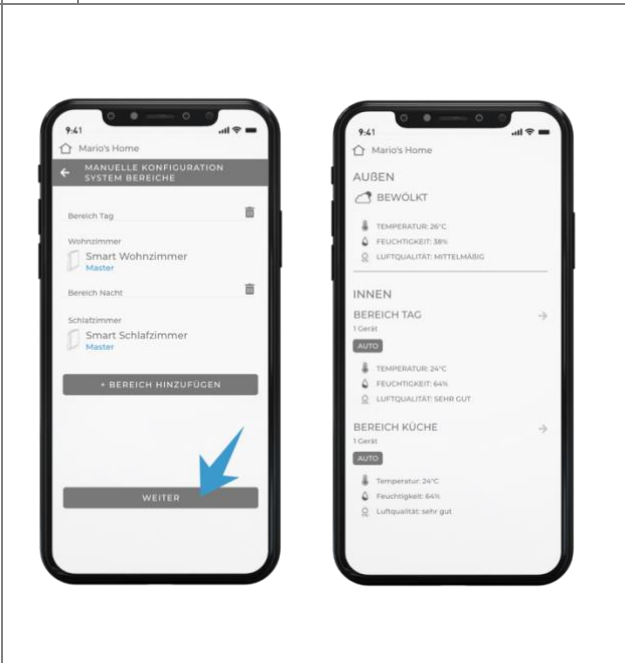 9:41
Mario's Home
MANUELLE KONFIGURATION
SYSTEM BEREICHE
Bereich Tag
Wohnzimmer
Smart Wohnzimmer
Master
Bereich Nacht
Schlafzimmer
Smart Schlafzimmer
Master
+ BEREICH HINZUFÜGEN
WEITER
9:41
Mario's Home
AUßEN
BEWÖLKT
TEMPERATUR: 26°C
FEUCHTIGKEIT: 38%
LUFTQUALITÄT: MITTELMÄßIG
INNEN
BEREICH TAG
1 Gerät
AUTO
TEMPERATUR: 24°C
FEUCHTIGKEIT: 64%
LUFTQUALITÄT: SEHR GUT
BEREICH KÜCHE
1 Gerät
AUTO
Temperatur: 24°C
Feuchtigkeit: 64%
Luftqualität: sehr gut